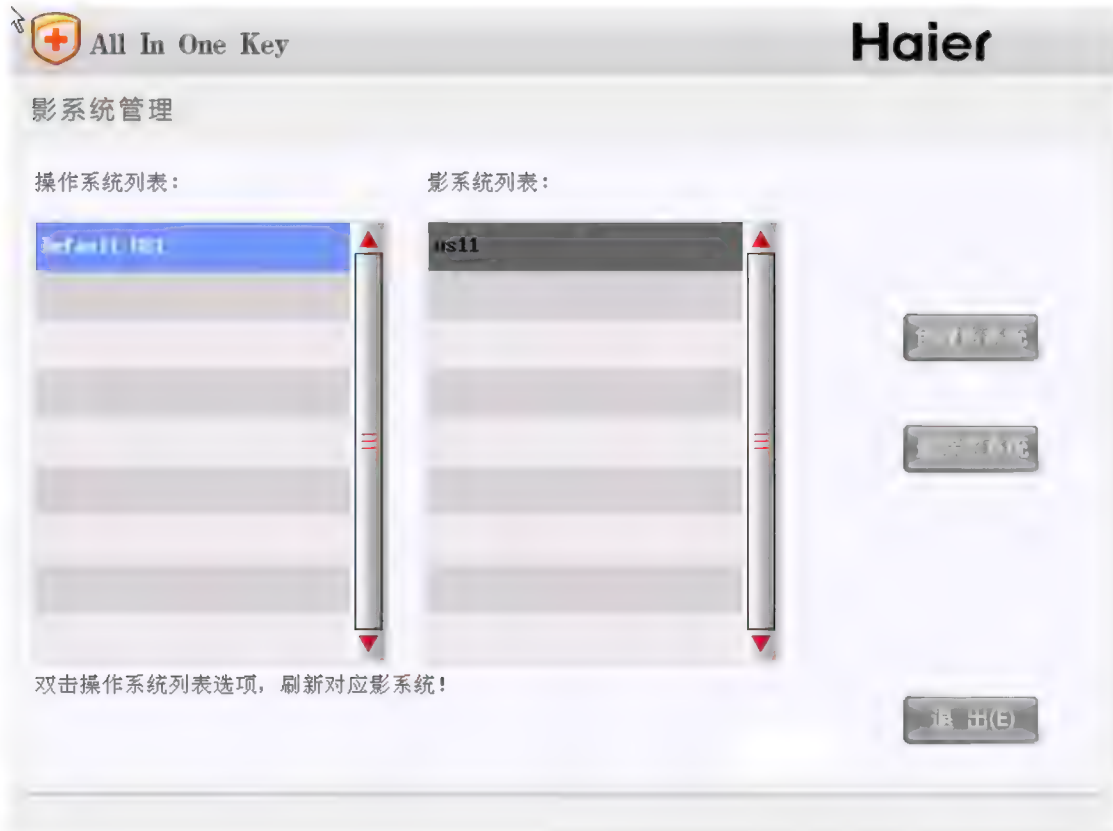 All In One Key
Haier
影系统管理
操作系统列表:
影系统列表:
us11
双击操作系统列表选项, 刷新对应影系统!
退 出(E)